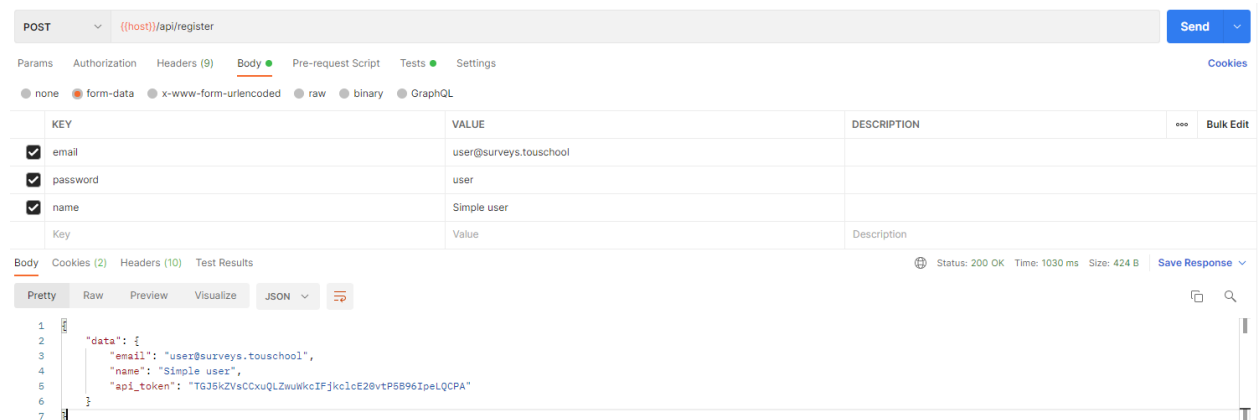 POST {{host}}/api/register Send
Params Authorization Headers (9) Body Pre-request Script Tests Settings Cookies
none form-data x-www-form-urlencoded raw binary GraphQL
KEY VALUE DESCRIPTION ooo Bulk Edit
email user@surveys.touschool
password user
name Simple user
Key Value Description
Body Cookies (2) Headers (10) Test Results Status: 200 OK Time: 1030 ms Size: 424 B Save Response
Pretty Raw Preview Visualize JSON
1 {
2 "data": {
3 "email": "user@surveys.touschool",
4 "name": "Simple user",
5 "api_token": "TGJ5kZVsCCxuQLZwuWkcIFjkclcE20vtP5B96IpeLQCPA"
6 }
7 }